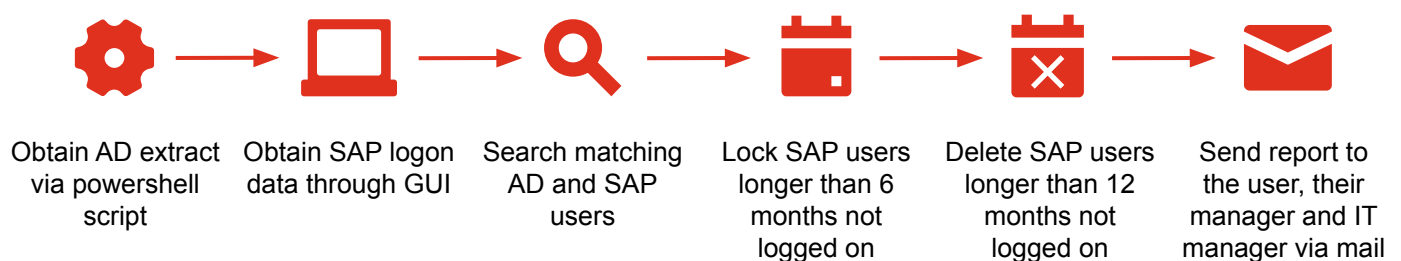 Obtain AD extract
via powershell
script
Obtain SAP logon
data through GUI
Search matching
AD and SAP
users
Lock SAP users
longer than 6
months not
logged on
Delete SAP users
longer than 12
months not
logged on
Send report to
the user, their
manager and IT
manager via mail